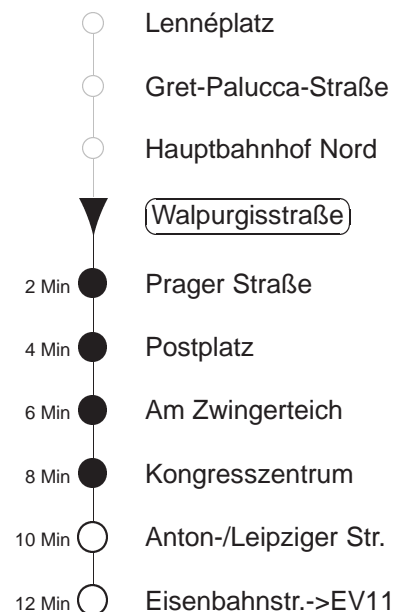 Lennéplatz
Gret-Palucca-Straße
Hauptbahnhof Nord
Walpurgisstraße
2 Min Prager Straße
4 Min Postplatz
6 Min Am Zwingerteich
8 Min Kongresszentrum
10 Min Anton-/Leipziger Str.
12 Min Eisenbahnstr.->EV11